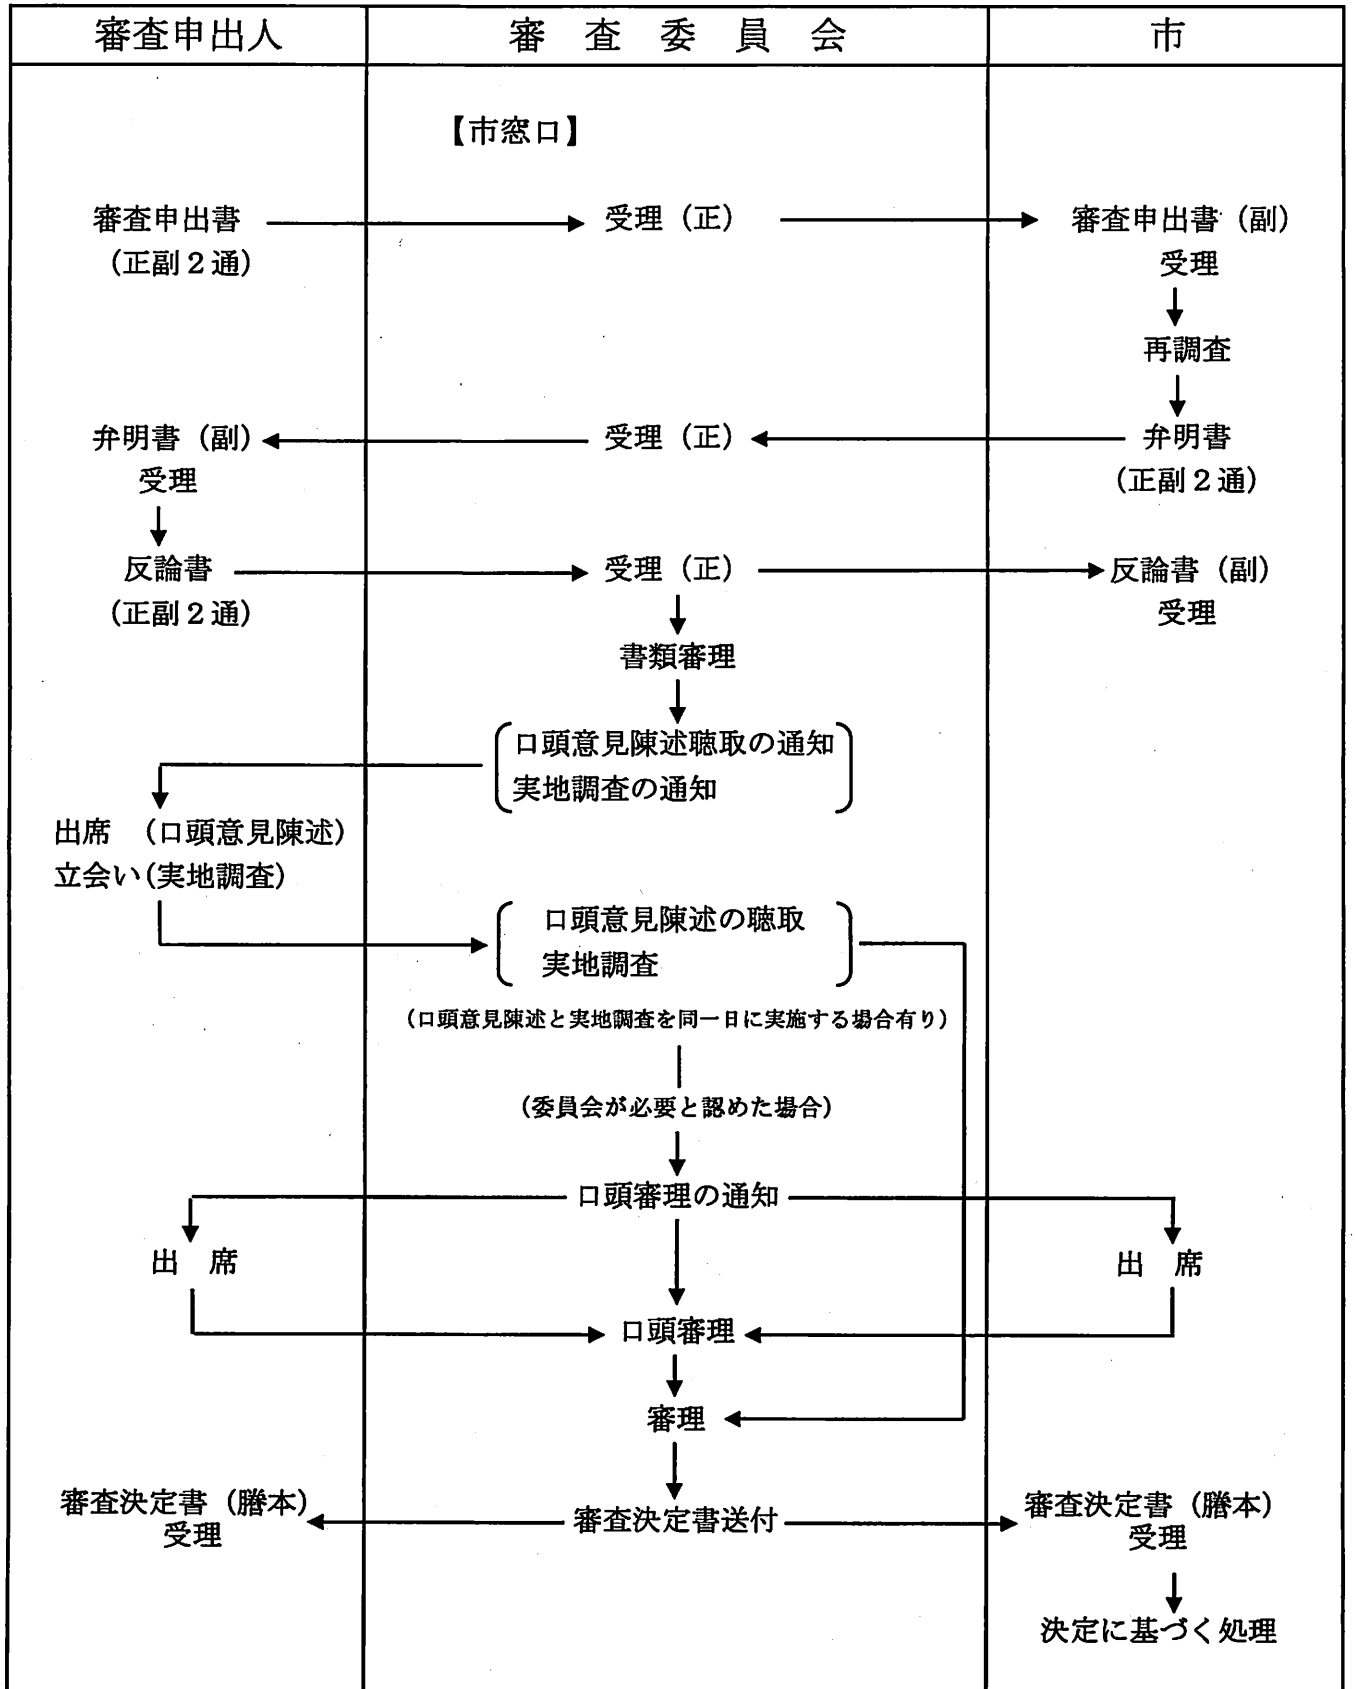 審査申出人
審査委員会
市
【市窓口】
審査申出書
(正副2通)
受理(正)
審査申出書(副)
受理
再調査
弁明書(副)
受理
受理(正)
弁明書
(正副2通)
反論書
(正副2通)
受理(正)
反論書(副)
受理
書類審理
口頭意見陳述聴取の通知
実地調査の通知
出席 (口頭意見陳述)
立会い(実地調査)
口頭意見陳述の聴取
実地調査
(口頭意見陳述と実地調査を同一日に実施する場合有り)
(委員会が必要と認めた場合)
口頭審理の通知
出 席
出 席
口頭審理
審理
審査決定書(謄本)
受理
審査決定書送付
審査決定書(謄本)
受理
決定に基づく処理